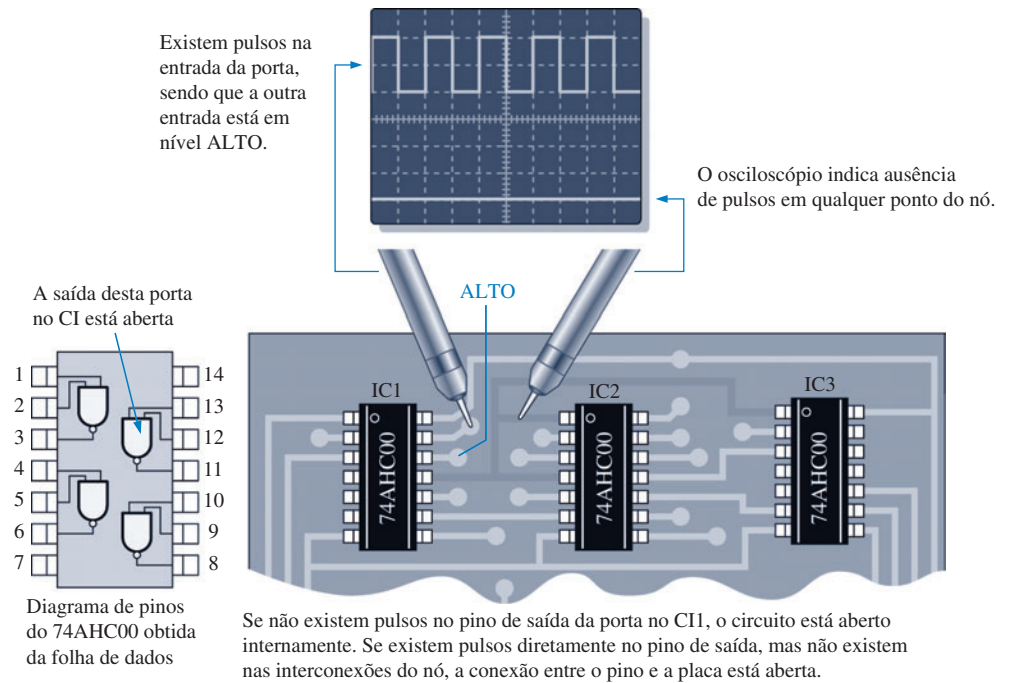 Existem pulsos na
entrada da porta,
sendo que a outra
entrada está em
nível ALTO.
O osciloscópio indica ausência
de pulsos em qualquer ponto do nó.
A saída desta porta
no CI está aberta
ALTO
1
2
3
4
5
6
7
14
13
12
11
10
9
8
IC1
74AHC00
IC2
74AHC00
IC3
74AHC00
Diagrama de pinos
do 74AHC00 obtida
da folha de dados
Se não existem pulsos no pino de saída da porta no CI1, o circuito está aberto
internamente. Se existem pulsos diretamente no pino de saída, mas não existem
nas interconexões do nó, a conexão entre o pino e a placa está aberta.